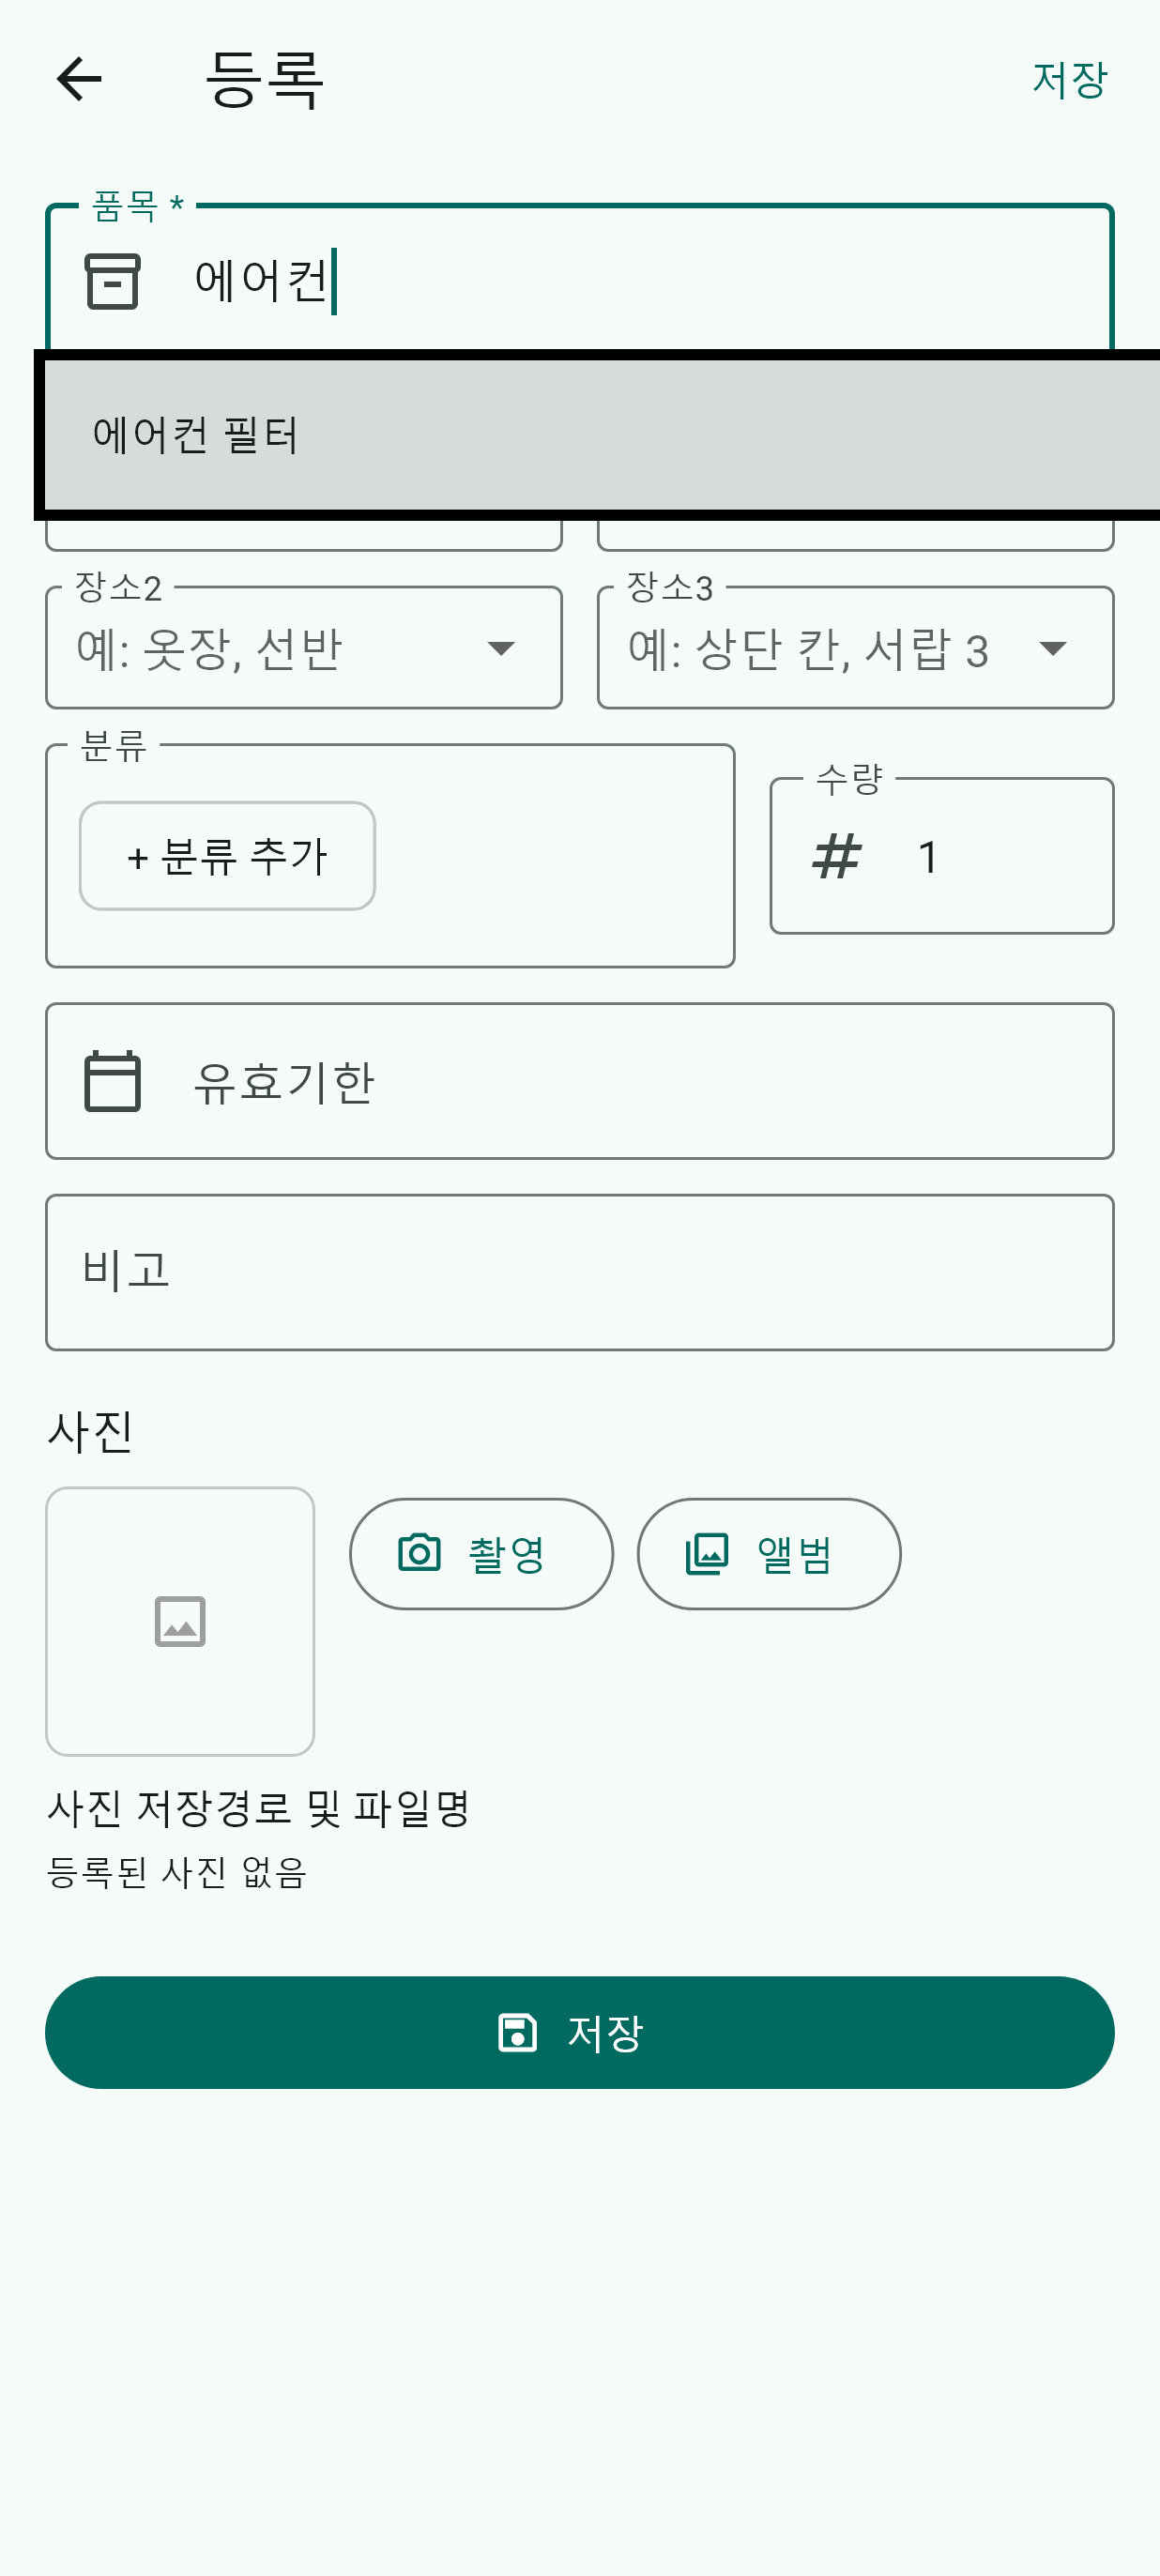 등록 저장
품목 *
에어컨
에어컨 필터
장소2 장소3
예: 옷장, 선반 예: 상단 칸, 서랍 3
분류
수량
+ 분류 추가
# 1
유효기한
비고
사진
촬영 앨범
사진 저장경로 및 파일명
등록된 사진 없음
저장